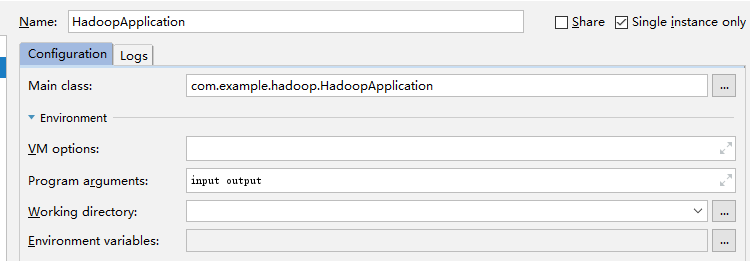 Name: HadoopApplication Share Single instance only
Configuration Logs
Main class: com.example.hadoop.HadoopApplication ...
Environment
VM options:
Program arguments: input output
Working directory: ...
Environment variables: ...